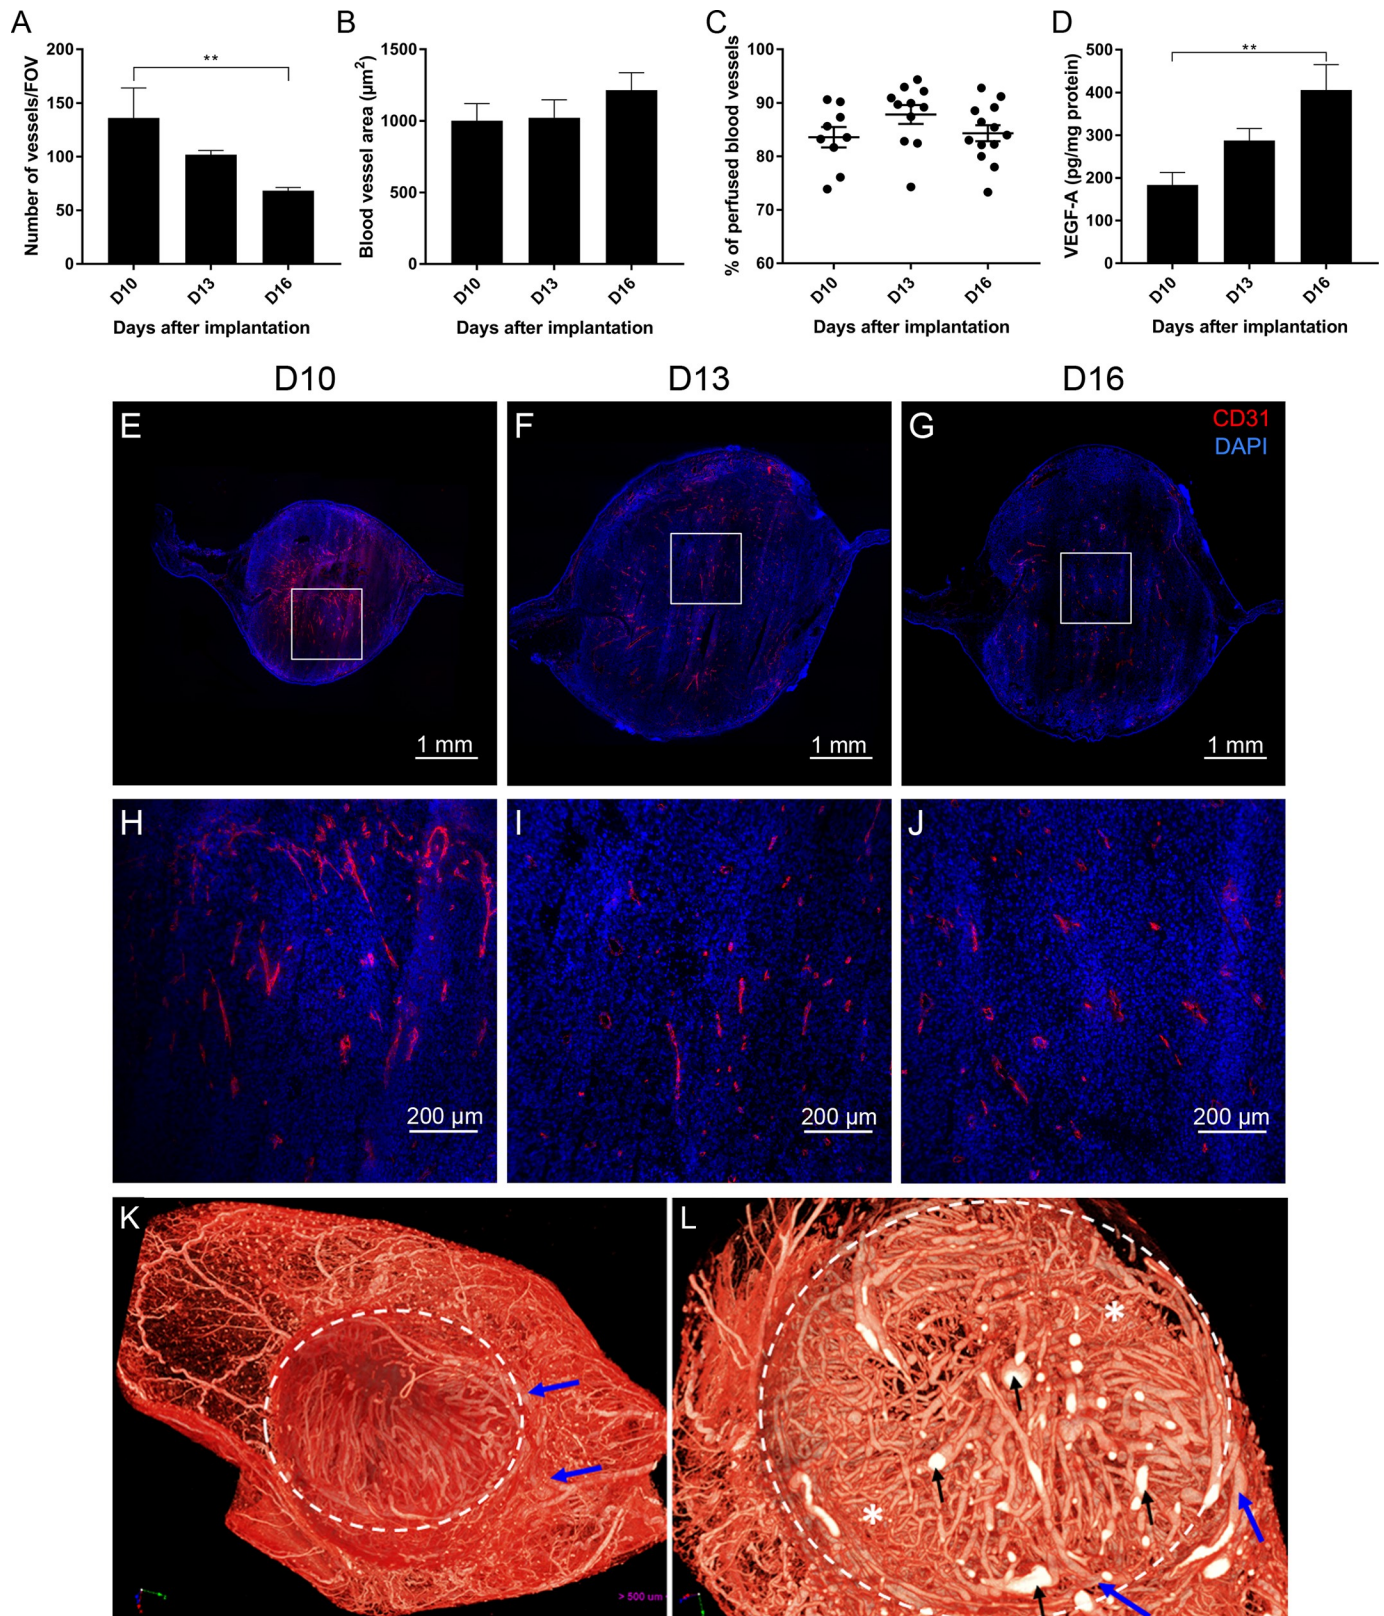 A
B
C
D
Number of vessels/FOV
200
150
100
50
0
**
D10
D13
D16
Days after implantation
Blood vessel area (µm²)
1500
1000
500
0
D10
D13
D16
Days after implantation
% of perfused blood vessels
100
90
80
70
60
D10
D13
D16
Days after implantation
VEGF-A (pg/mg protein)
500
400
300
200
100
0
**
D10
D13
D16
Days after implantation
D10
D13
D16
E
1 mm
F
1 mm
G
CD31
DAPI
1 mm
H
200 µm
I
200 µm
J
200 µm
K
> 500 um
L
*
*